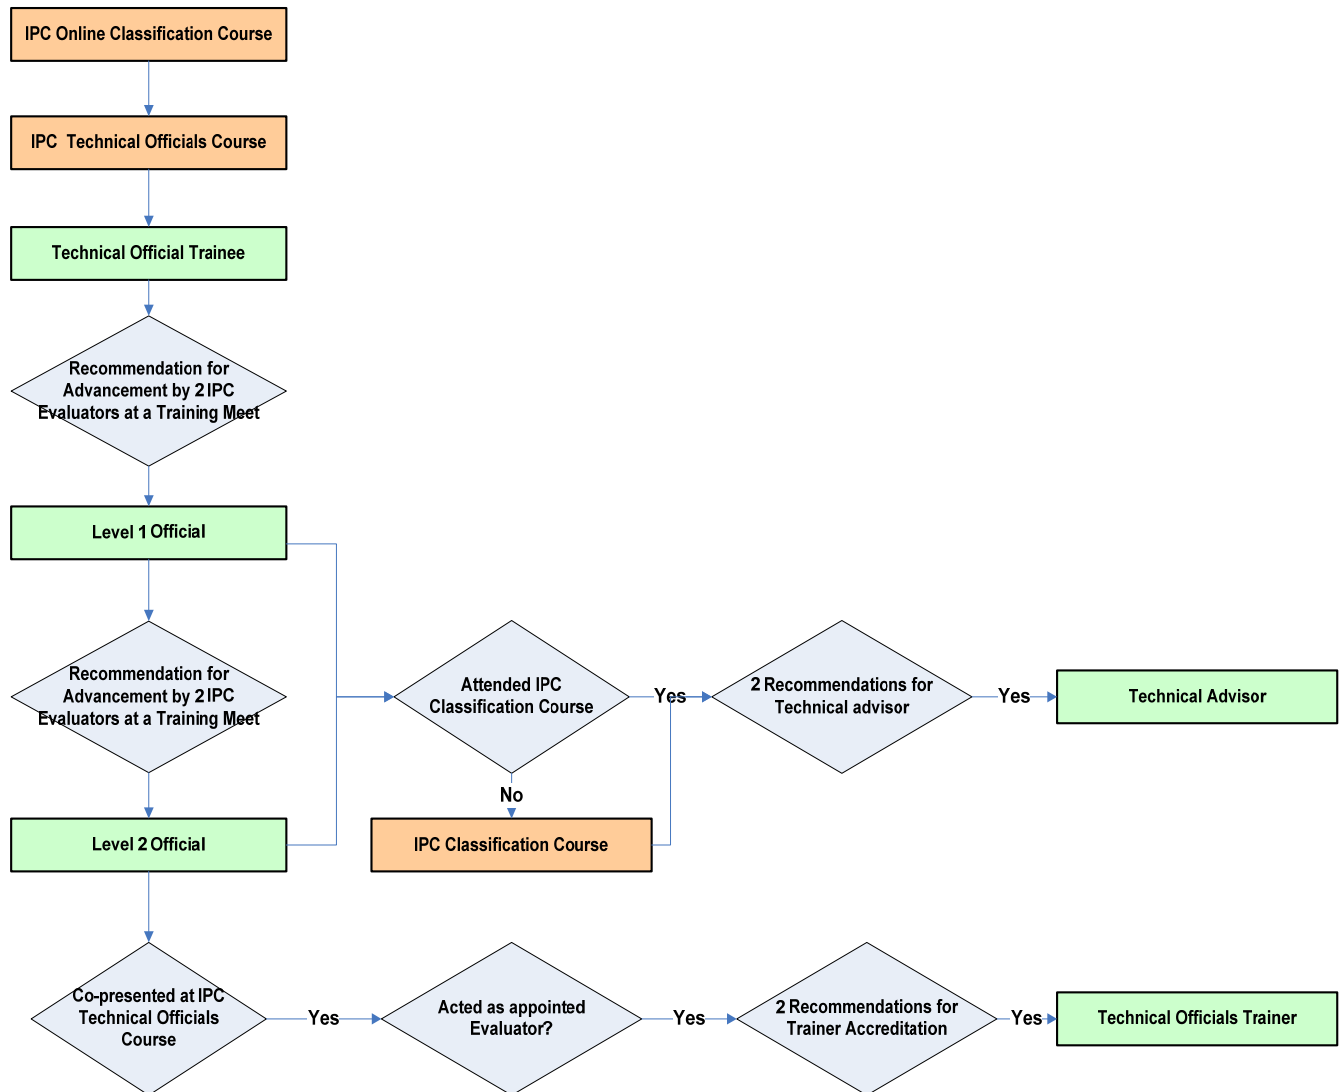 IPC Online Classification Course
IPC Technical Officials Course
Technical Official Trainee
Recommendation for
Advancement by 2 IPC
Evaluators at a Training Meet
Level 1 Official
Recommendation for
Advancement by 2 IPC
Evaluators at a Training Meet
Attended IPC
Classification Course
Yes
2 Recommendations for
Technical advisor
Yes
Technical Advisor
No
Level 2 Official
IPC Classification Course
Co-presented at IPC
Technical Officials
Course
Yes
Acted as appointed
Evaluator?
Yes
2 Recommendations for
Trainer Accreditation
Yes
Technical Officials Trainer